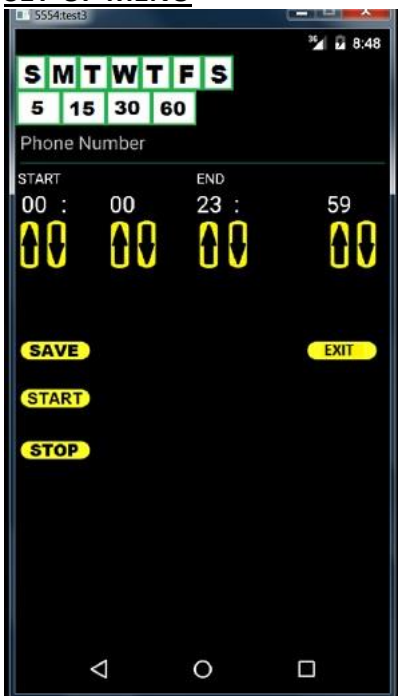 SET UP MENU
5554:test3
3G 8:48
S M T W T F S
5 15 30 60
Phone Number
START END
00 : 00 23 : 59
SAVE EXIT
START
STOP